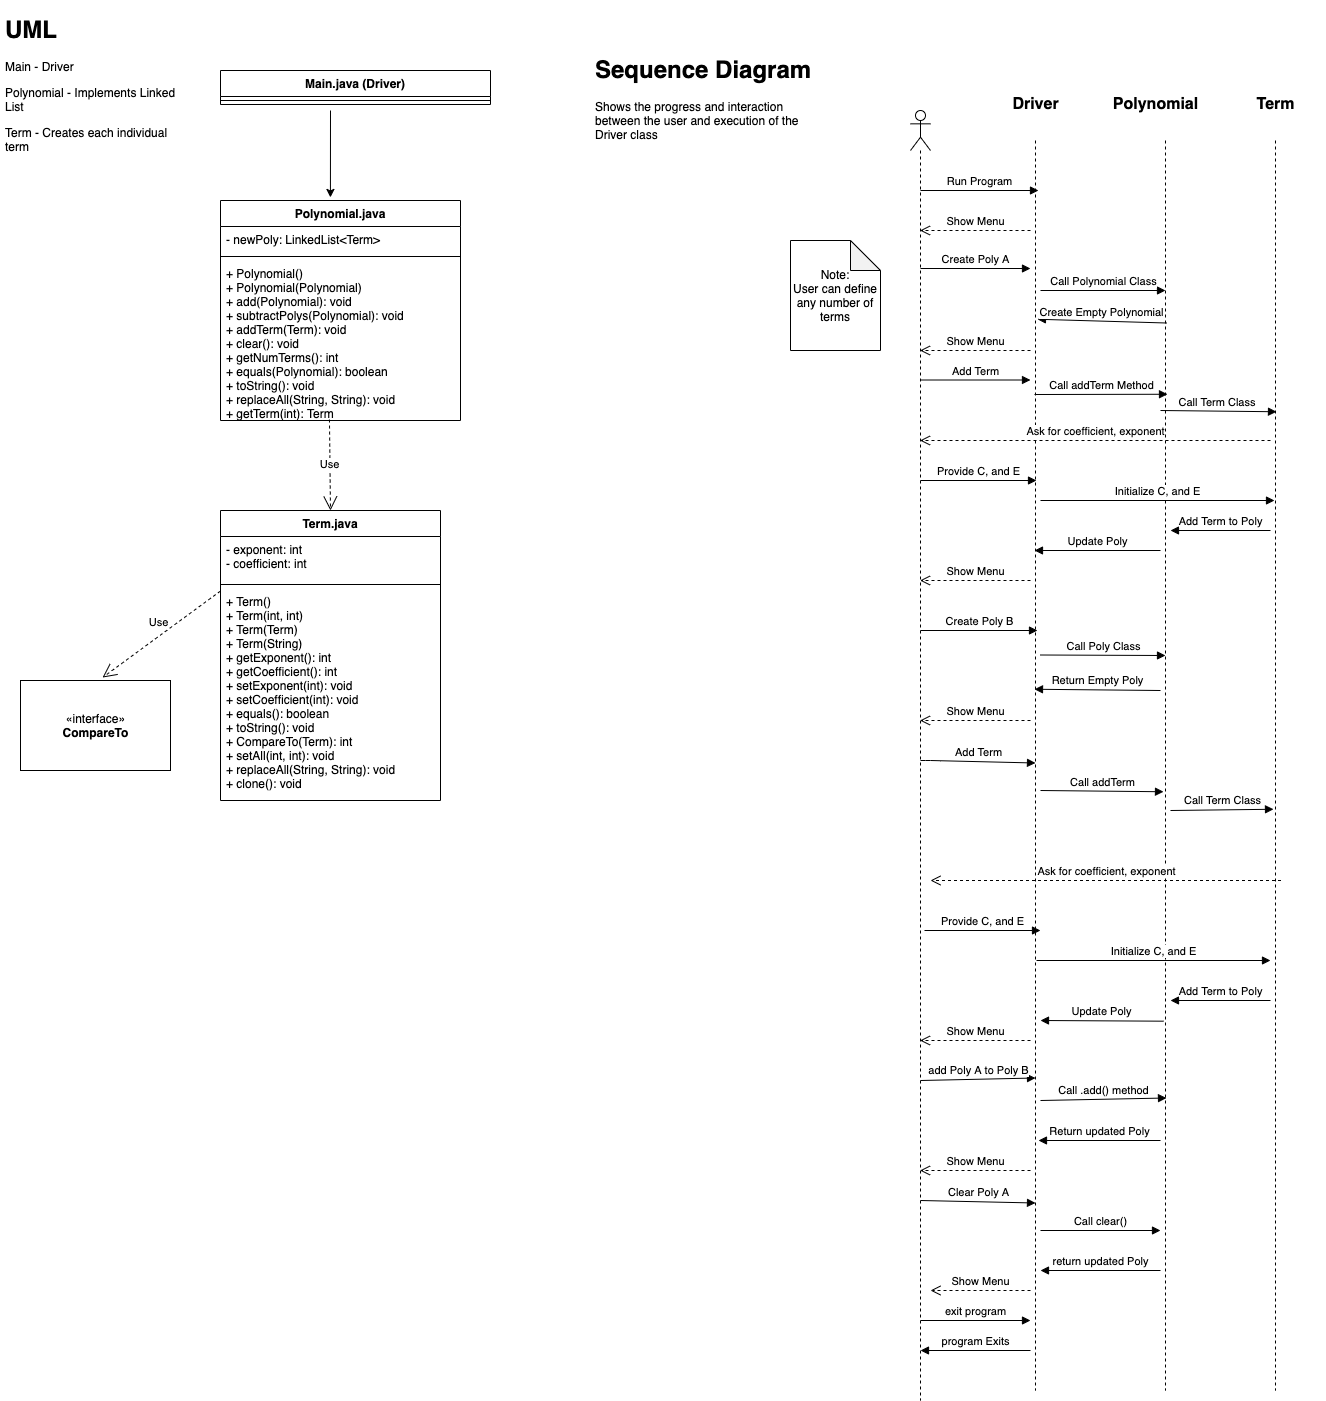 UML
Main - Driver
Polynomial - Implements Linked
List
Term - Creates each individual
term
Main.java (Driver)
Polynomial.java
- newPoly: LinkedList<Term>
+ Polynomial()
+ Polynomial(Polynomial)
+ add(Polynomial): void
+ subtractPolys(Polynomial): void
+ addTerm(Term): void
+ clear(): void
+ getNumTerms(): int
+ equals(Polynomial): boolean
+ toString(): void
+ replaceAll(String, String): void
+ getTerm(int): Term
Use
Term.java
- exponent: int
- coefficient: int
+ Term()
+ Term(int, int)
+ Term(Term)
+ Term(String)
+ getExponent(): int
+ getCoefficient(): int
+ setExponent(int): void
+ setCoefficient(int): void
+ equals(): boolean
+ toString(): void
+ CompareTo(Term): int
+ setAll(int, int): void
+ replaceAll(String, String): void
+ clone(): void
Use
«interface»
CompareTo
Sequence Diagram
Shows the progress and interaction
between the user and execution of the
Driver class
Note:
User can define
any number of
terms
Driver
Polynomial
Term
Run Program
Show Menu
Create Poly A
Call Polynomial Class
Create Empty Polynomial
Show Menu
Add Term
Call addTerm Method
Call Term Class
Ask for coefficient, exponent
Provide C, and E
Initialize C, and E
Add Term to Poly
Update Poly
Show Menu
Create Poly B
Call Poly Class
Return Empty Poly
Show Menu
Add Term
Call addTerm
Call Term Class
Ask for coefficient, exponent
Provide C, and E
Initialize C, and E
Add Term to Poly
Update Poly
Show Menu
add Poly A to Poly B
Call .add() method
Return updated Poly
Show Menu
Clear Poly A
Call clear()
return updated Poly
Show Menu
exit program
program Exits